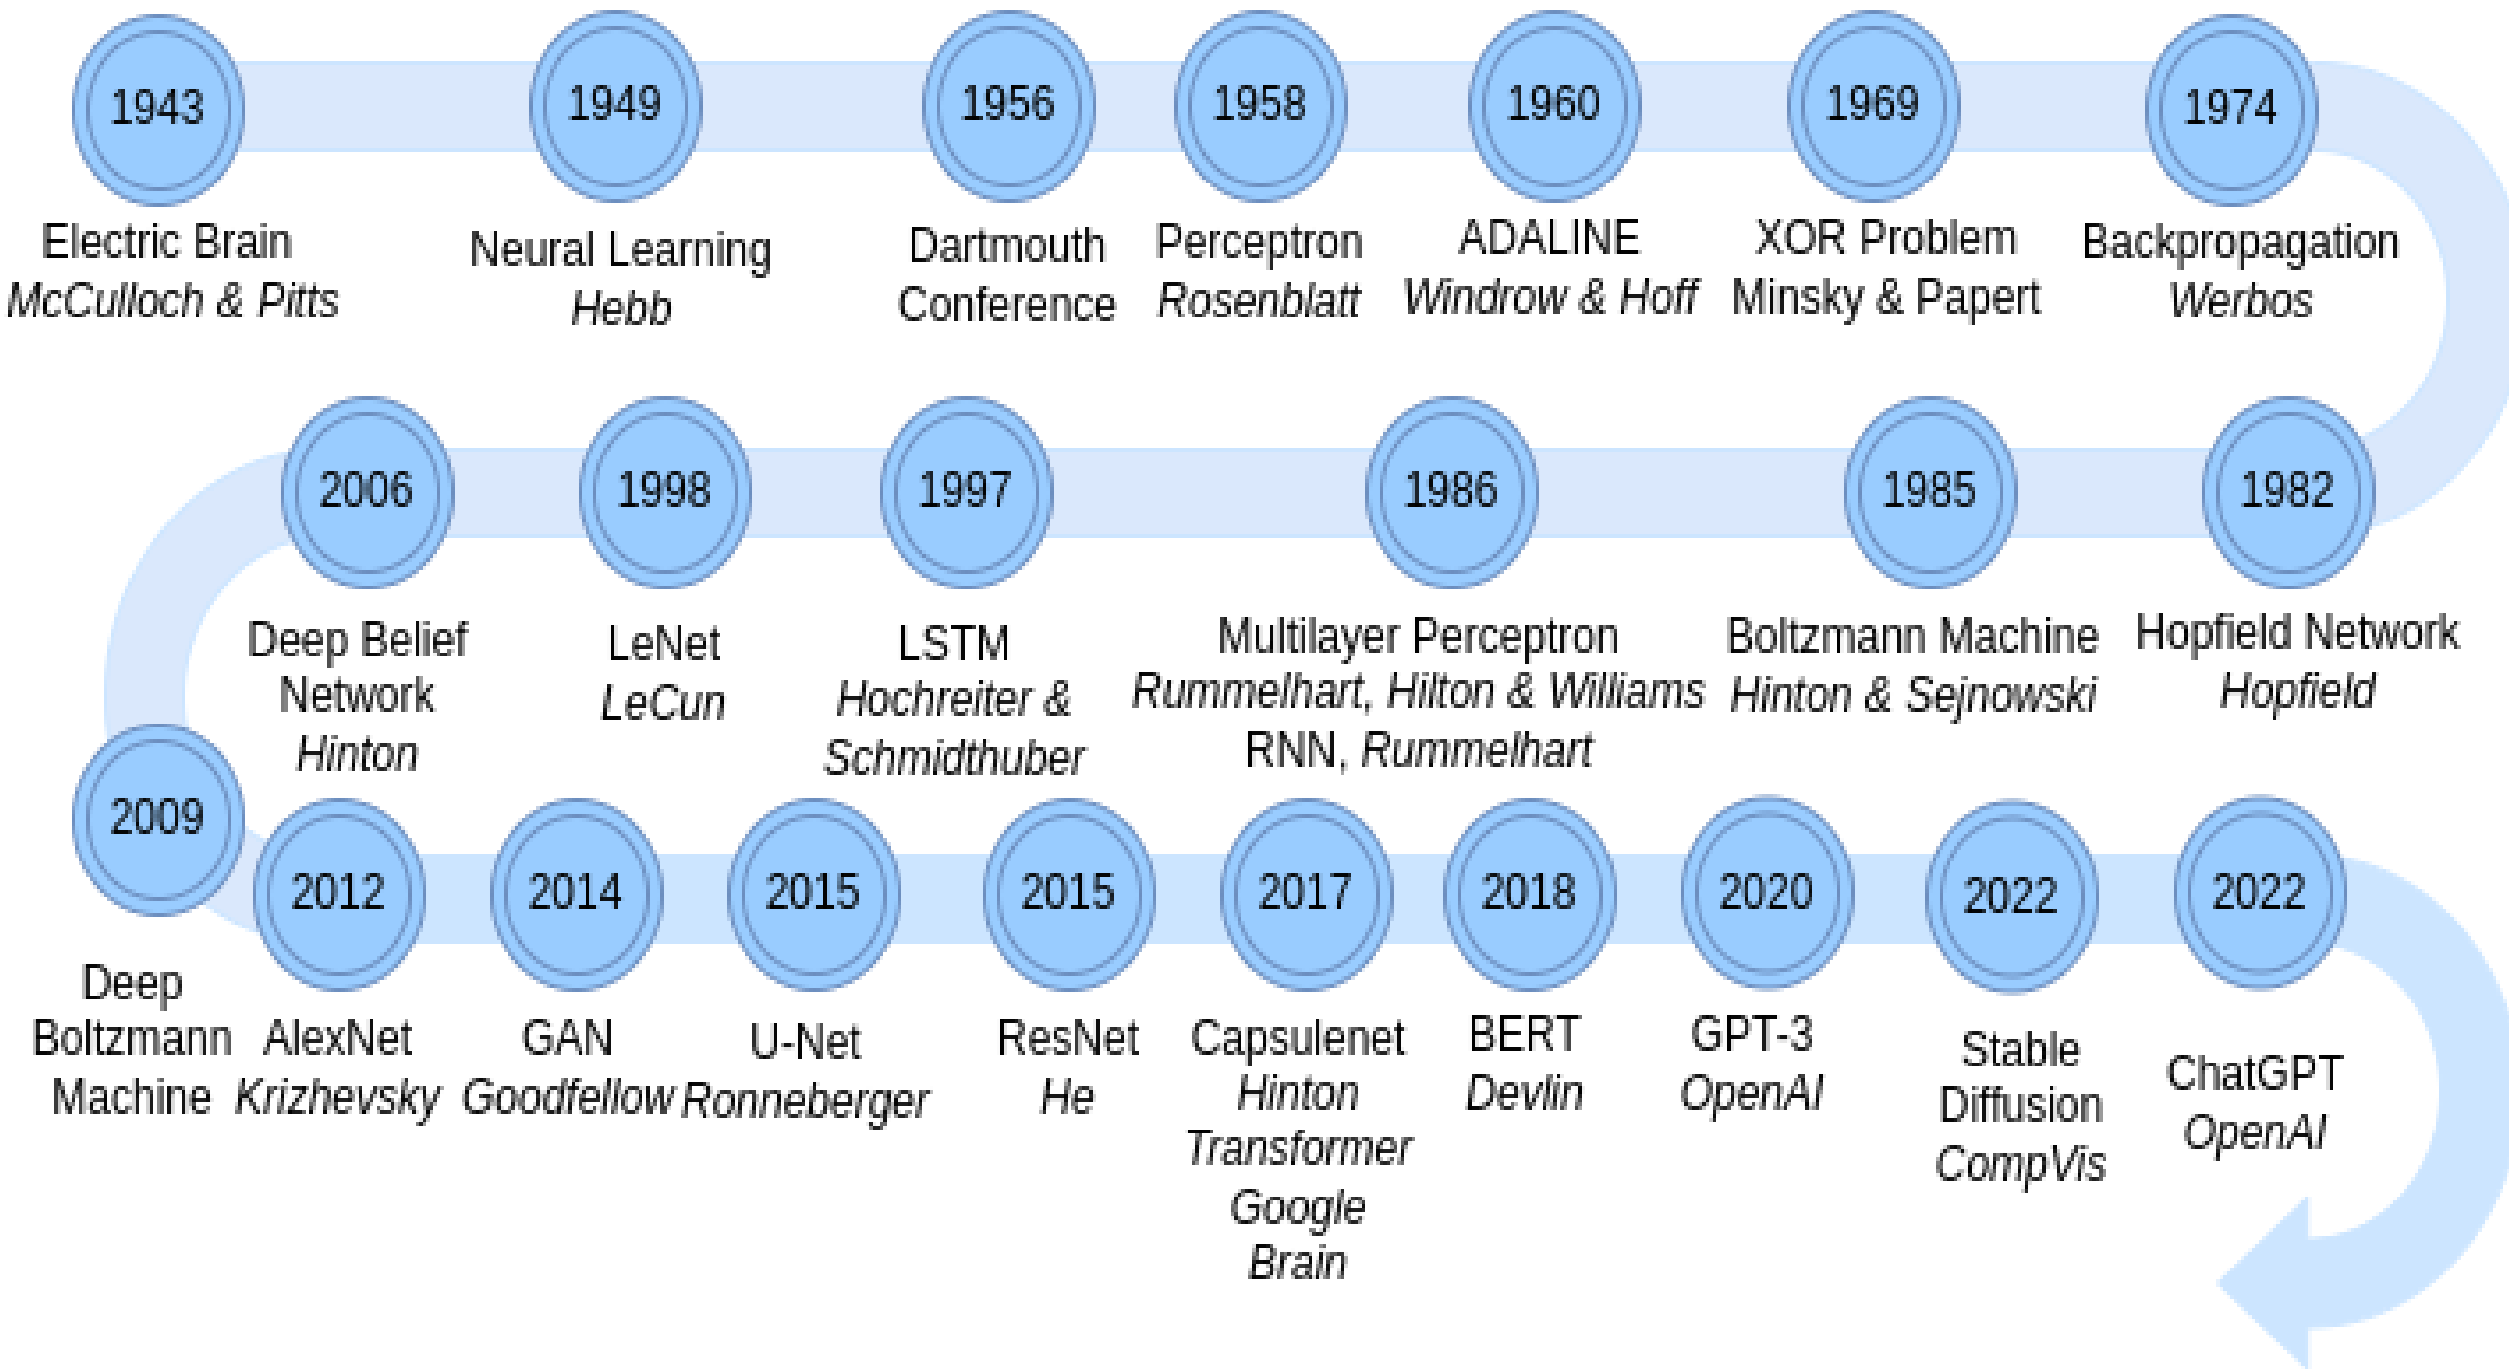 1943
Electric Brain
McCulloch & Pitts
1949
Neural Learning
Hebb
1956
Dartmouth
Conference
1958
Perceptron
Rosenblatt
1960
ADALINE
Windrow & Hoff
1969
XOR Problem
Minsky & Papert
1974
Backpropagation
Werbos
1982
Hopfield Network
Hopfield
1985
Boltzmann Machine
Hinton & Sejnowski
1986
Multilayer Perceptron
Rummelhart, Hilton & Williams
RNN, Rummelhart
1997
LSTM
Hochreiter &
Schmidthuber
1998
LeNet
LeCun
2006
Deep Belief
Network
Hinton
2009
Deep
Boltzmann
Machine
2012
AlexNet
Krizhevsky
2014
GAN
Goodfellow
2015
U-Net
Ronneberger
2015
ResNet
He
2017
Capsulenet
Hinton
Transformer
Google
Brain
2018
BERT
Devlin
2020
GPT-3
OpenAI
2022
Stable
Diffusion
CompVis
2022
ChatGPT
OpenAI